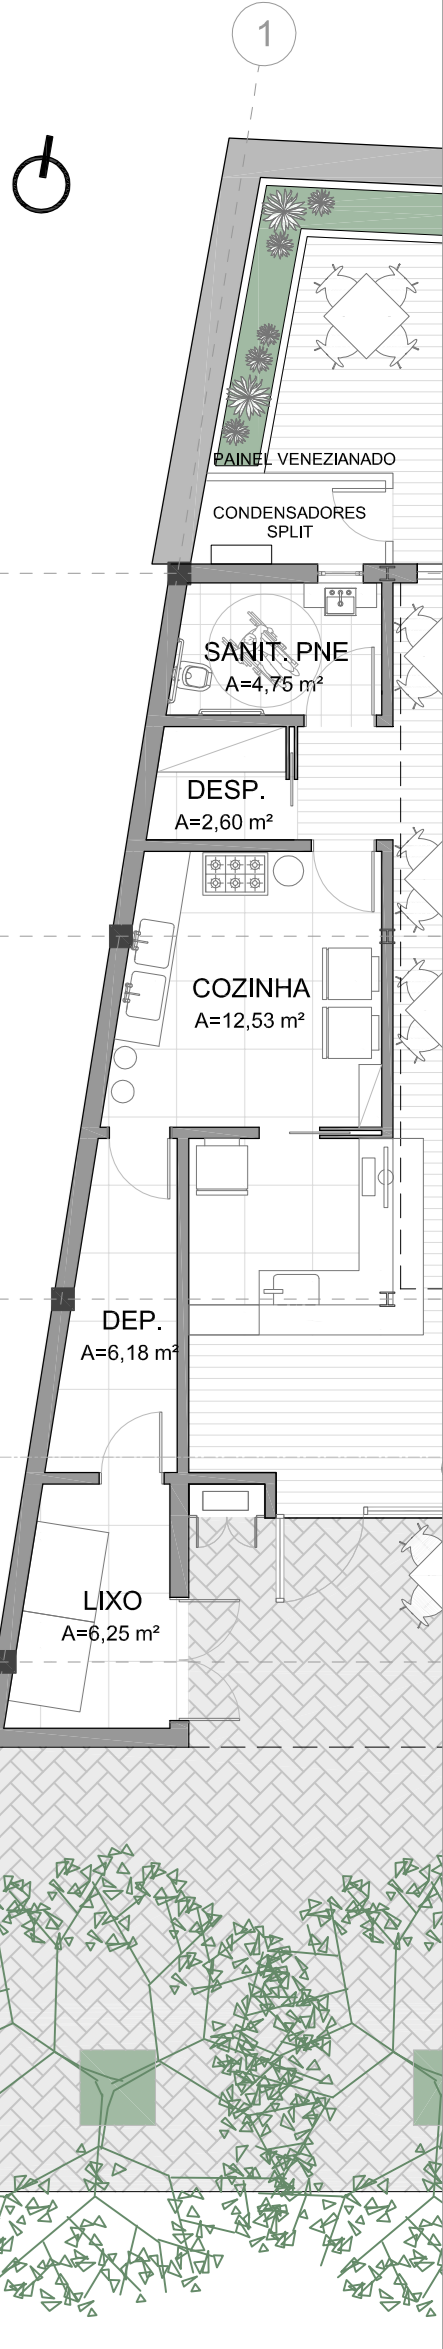 1
PAINEL VENEZIANADO
CONDENSADORES
SPLIT
SANIT. PNE
A=4,75 m²
DESP.
A=2,60 m²
COZINHA
A=12,53 m²
DEP.
A=6,18 m²
LIXO
A=6,25 m²